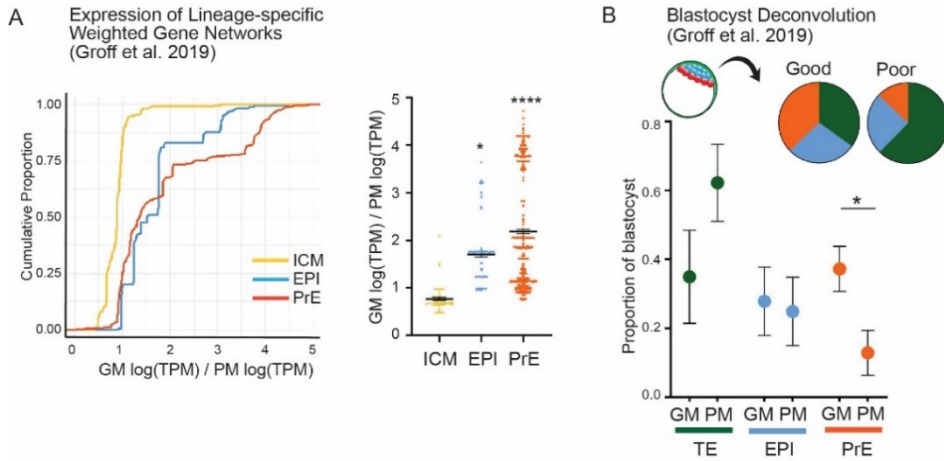 A
Expression of Lineage-specific
Weighted Gene Networks
(Groff et al. 2019)
Cumulative Proportion
1.00
0.75
0.50
0.25
0.00
ICM
EPI
PrE
0 1 2 3 4 5
GM log(TPM) / PM log(TPM)
GM log(TPM) / PM log(TPM)
5
4
3
2
1
0
*
****
ICM EPI PrE
B
Blastocyst Deconvolution
(Groff et al. 2019)
Good Poor
Proportion of blastocyst
0.8
0.6
0.4
0.2
0.0
*
GM PM GM PM GM PM
TE EPI PrE